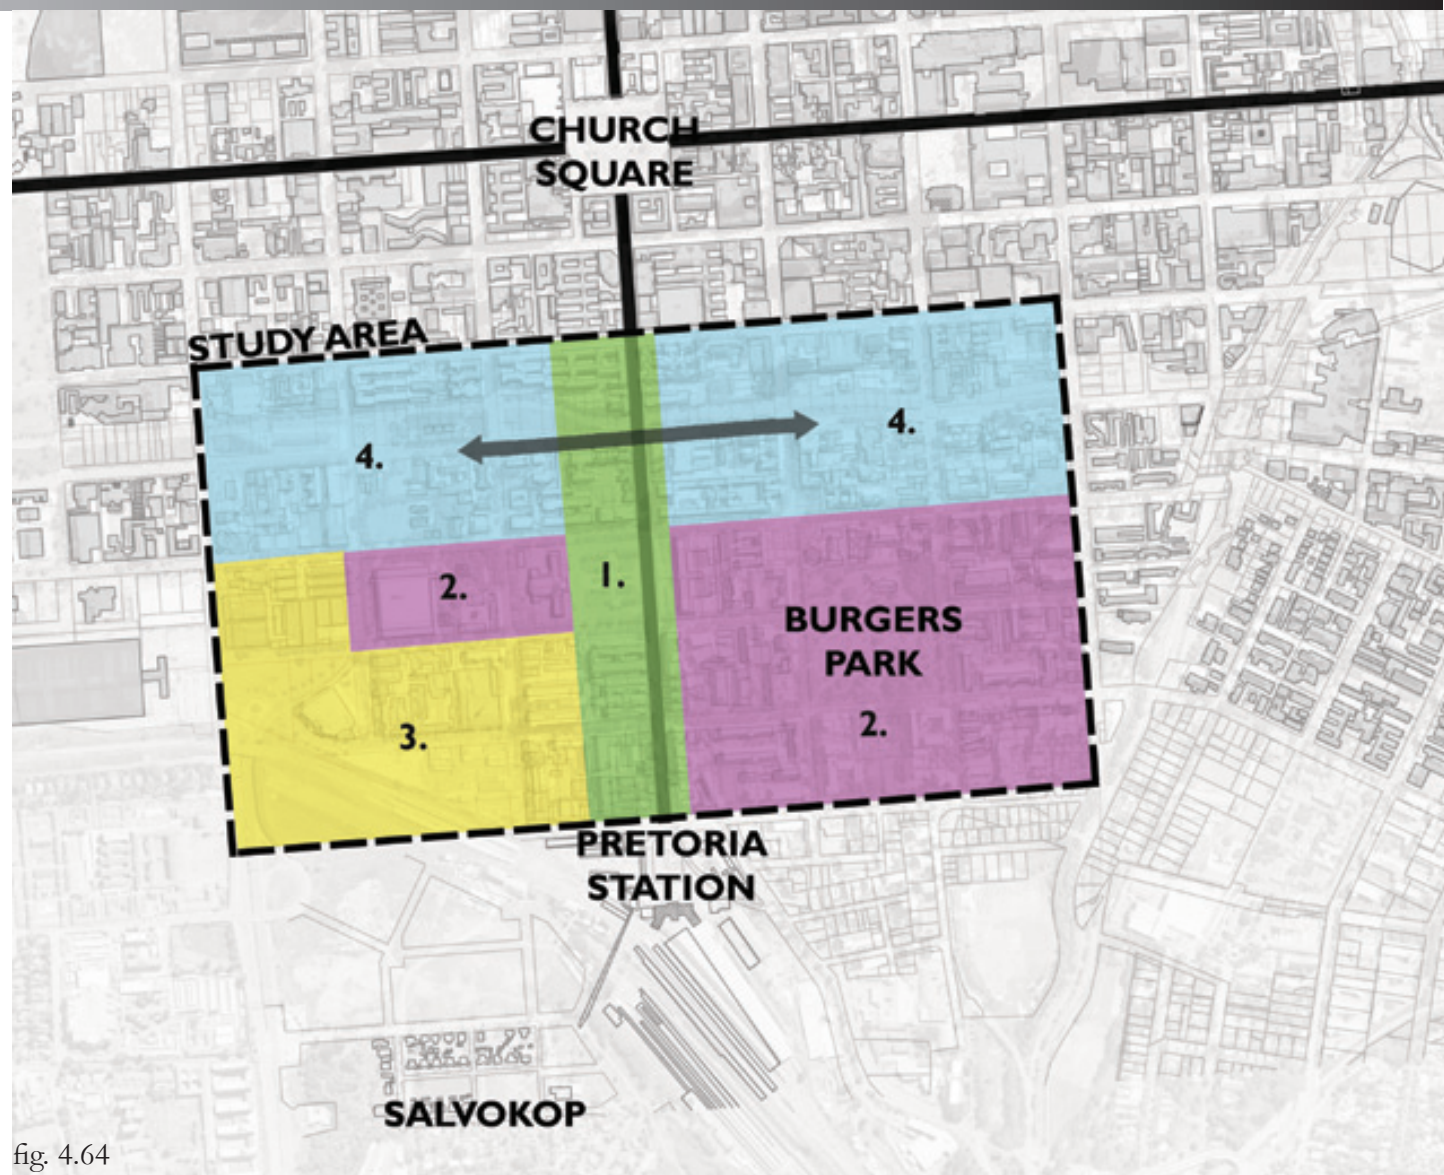 CHURCH
SQUARE
STUDY AREA
4.
4.
2.
1.
BURGERS
PARK
2.
3.
PRETORIA
STATION
SALVOKOP
fig. 4.64